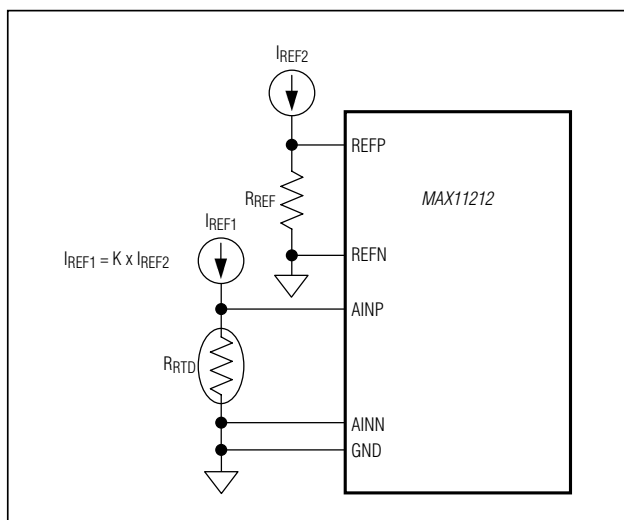 IREF2
REFP
MAX11212
RREF
IREF1
REFN
IREF1 = K x IREF2
AINP
RRTD
AINN
GND